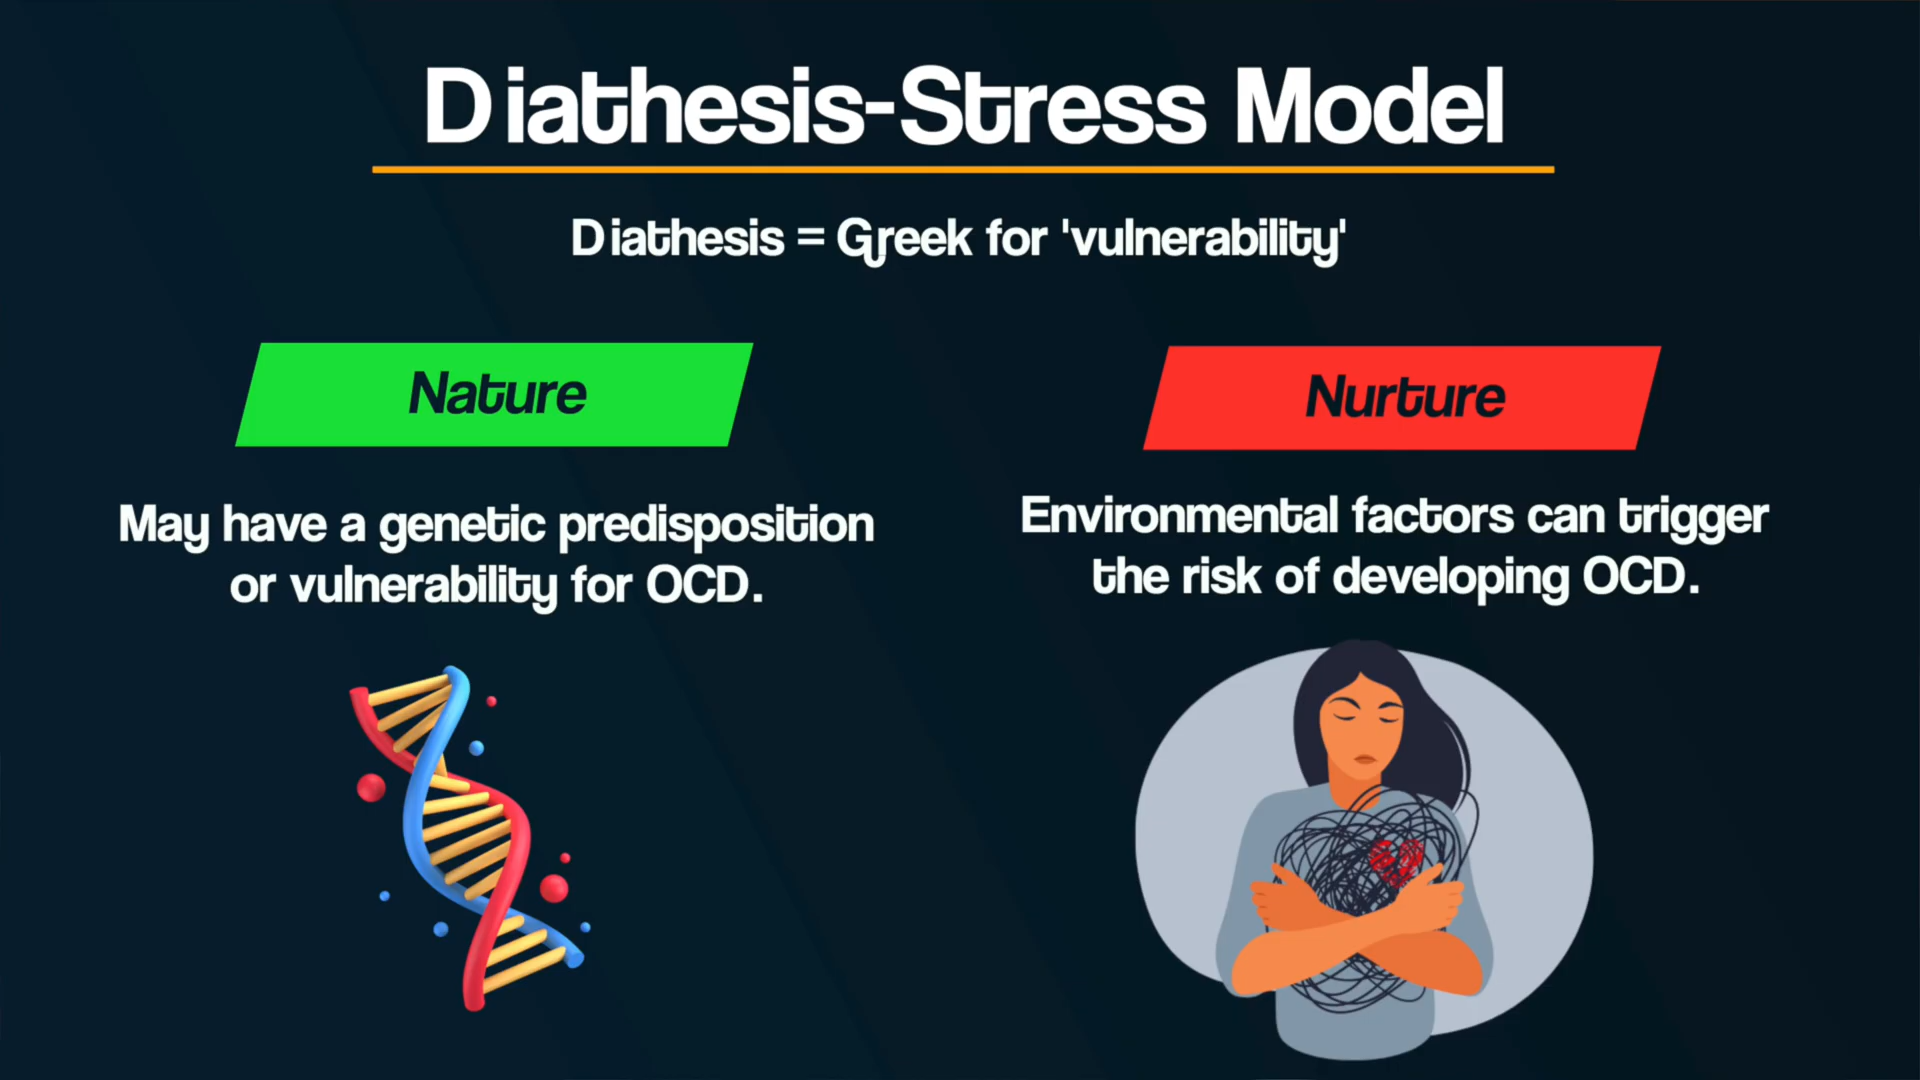 Diathesis-Stress Model
Diathesis = Greek for 'vulnerability'
Nature
May have a genetic predisposition
or vulnerability for OCD.
Nurture
Environmental factors can trigger
the risk of developing OCD.